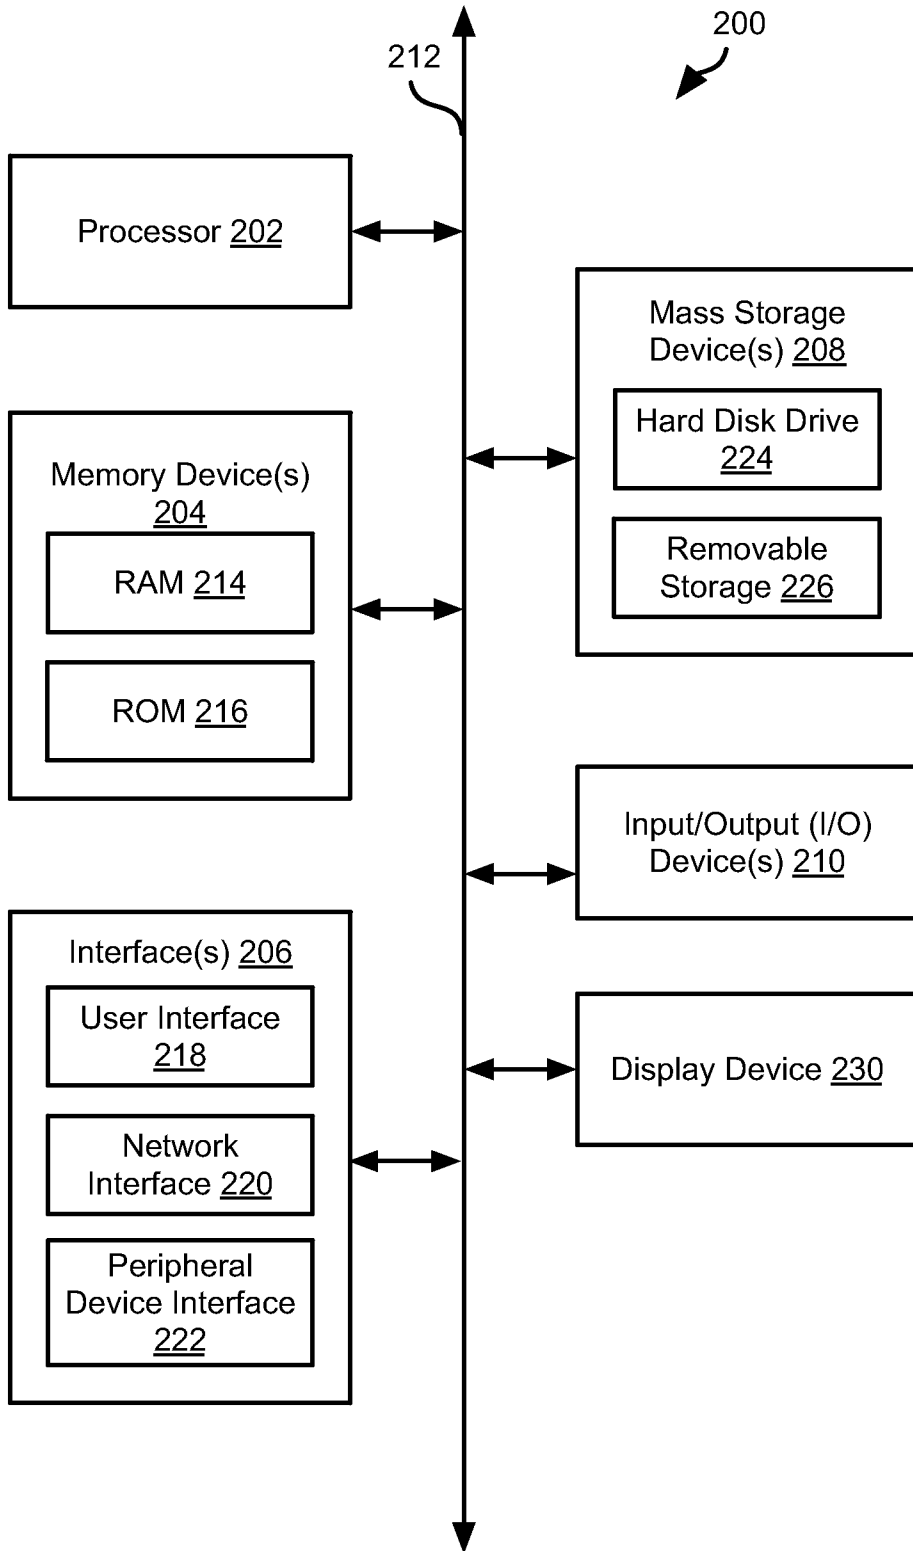 200
212
Processor 202
Mass Storage
Device(s) 208
Hard Disk Drive
224
Removable
Storage 226
Memory Device(s)
204
RAM 214
ROM 216
Input/Output (I/O)
Device(s) 210
Interface(s) 206
User Interface
218
Network
Interface 220
Peripheral
Device Interface
222
Display Device 230